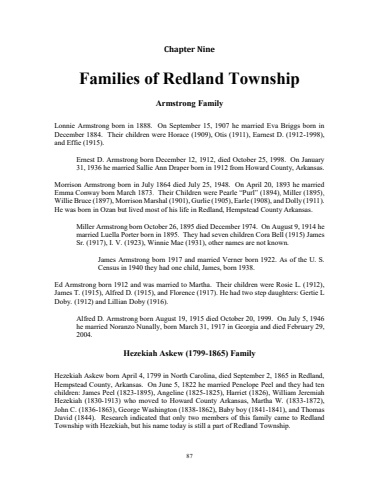 Chapter Nine
Families of Redland Township
Armstrong Family
Lonnie Armstrong born in 1888. On September 15, 1907 he married Eva Briggs born in
December 1884. Their children were Horace (1909), Otis (1911), Earnest D. (1912-1998),
and Effie (1915).
Ernest D. Armstrong born December 12, 1912, died October 25, 1998. On January
31, 1936 he married Sallie Ann Draper born in 1912 from Howard County, Arkansas.
Morrison Armstrong born in July 1864 died July 25, 1948. On April 20, 1893 he married
Emma Conway born March 1873. Their Children were Pearle “Purl” (1894), Miller (1895),
Willie Bruce (1897), Morrison Marshal (1901), Gurlie (1905), Earle (1908), and Dolly (1911).
He was born in Ozan but lived most of his life in Redland, Hempstead County Arkansas.
Miller Armstrong born October 26, 1895 died December 1974. On August 9, 1914 he
married Luella Porter born in 1895. They had seven children Cora Bell (1915) James
Sr. (1917), I. V. (1923), Winnie Mae (1931), other names are not known.
James Armstrong born 1917 and married Verner born 1922. As of the U. S.
Census in 1940 they had one child, James, born 1938.
Ed Armstrong born 1912 and was married to Martha. Their children were Rosie L. (1912),
James T. (1915), Alfred D. (1915), and Florence (1917). He had two step daughters: Gertie L
Doby. (1912) and Lillian Doby (1916).
Alfred D. Armstrong born August 19, 1915 died October 20, 1999. On July 5, 1946
he married Noranzo Nunally, born March 31, 1917 in Georgia and died February 29,
2004.
Hezekiah Askew (1799-1865) Family
Hezekiah Askew born April 4, 1799 in North Carolina, died September 2, 1865 in Redland,
Hempstead County, Arkansas. On June 5, 1822 he married Penelope Peel and they had ten
children: James Peel (1823-1895), Angeline (1825-1825), Harriet (1826), William Jeremiah
Hezekiah (1830-1913) who moved to Howard County Arkansas, Martha W. (1833-1872),
John C. (1836-1863), George Washington (1838-1862), Baby boy (1841-1841), and Thomas
David (1844). Research indicated that only two members of this family came to Redland
Township with Hezekiah, but his name today is still a part of Redland Township.
87